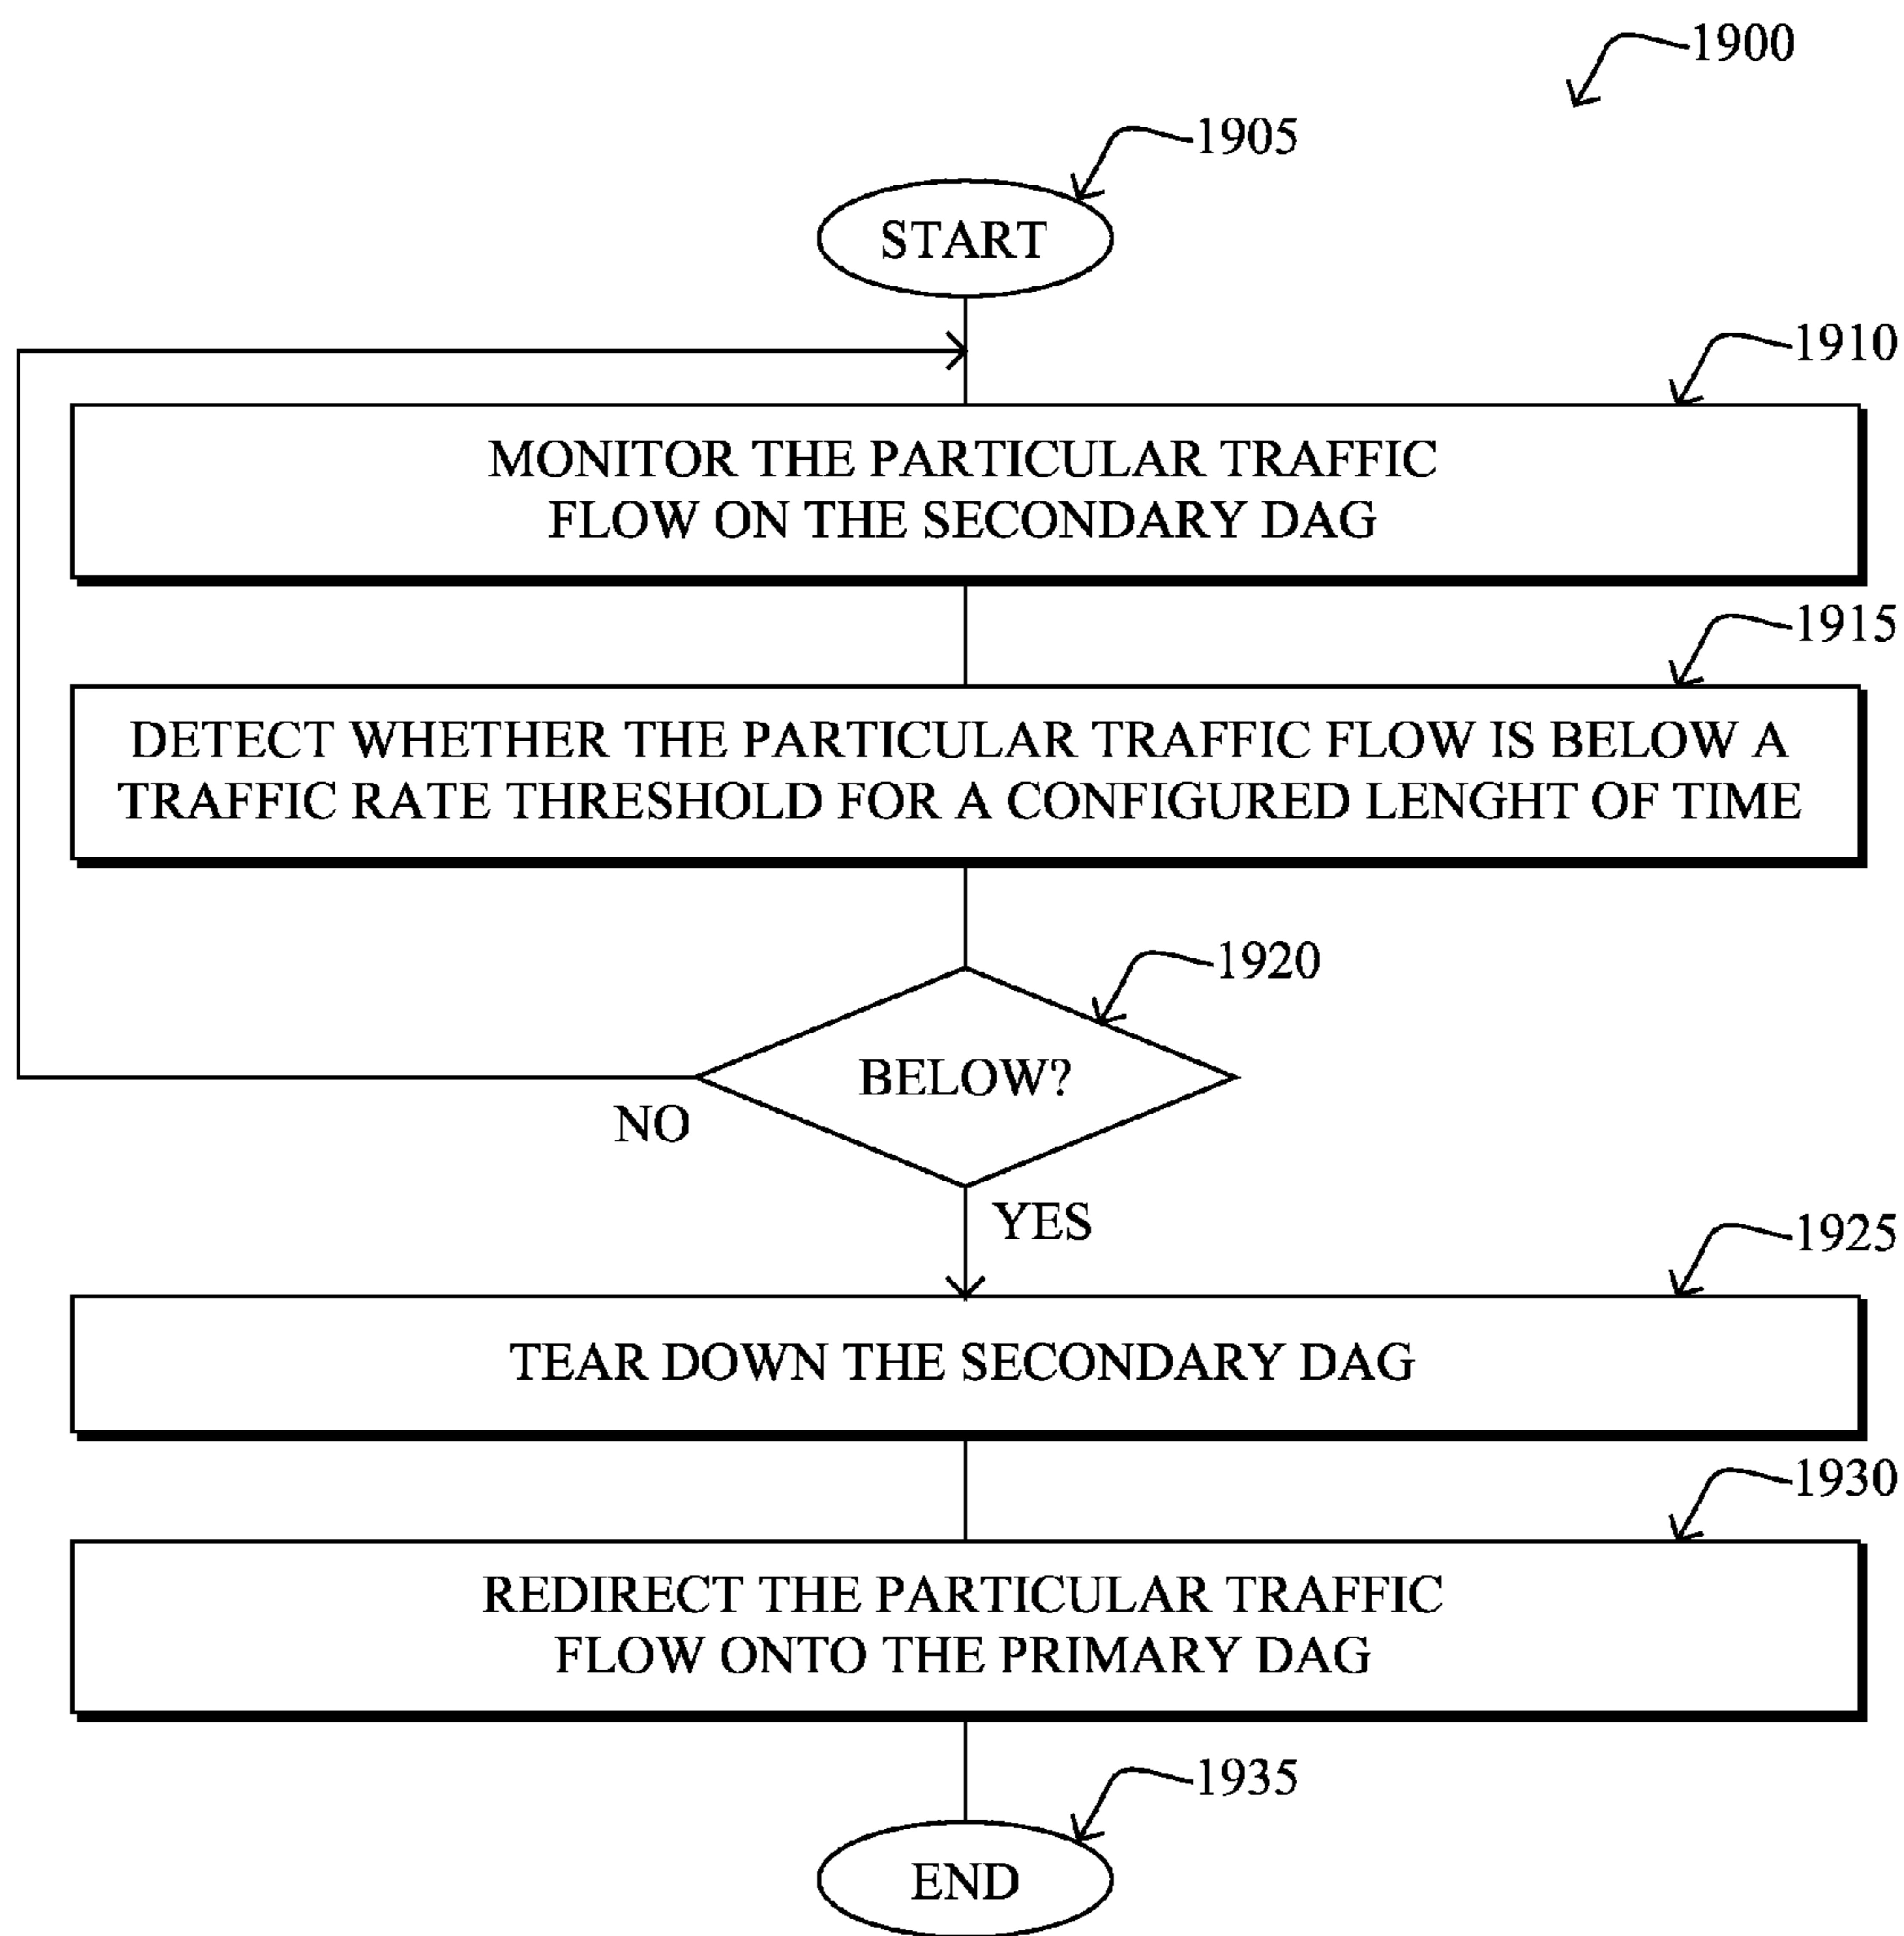 1900
1905
START
1910
MONITOR THE PARTICULAR TRAFFIC
FLOW ON THE SECONDARY DAG
1915
DETECT WHETHER THE PARTICULAR TRAFFIC FLOW IS BELOW A
TRAFFIC RATE THRESHOLD FOR A CONFIGURED LENGHT OF TIME
1920
BELOW?
NO
YES
1925
TEAR DOWN THE SECONDARY DAG
1930
REDIRECT THE PARTICULAR TRAFFIC
FLOW ONTO THE PRIMARY DAG
1935
END